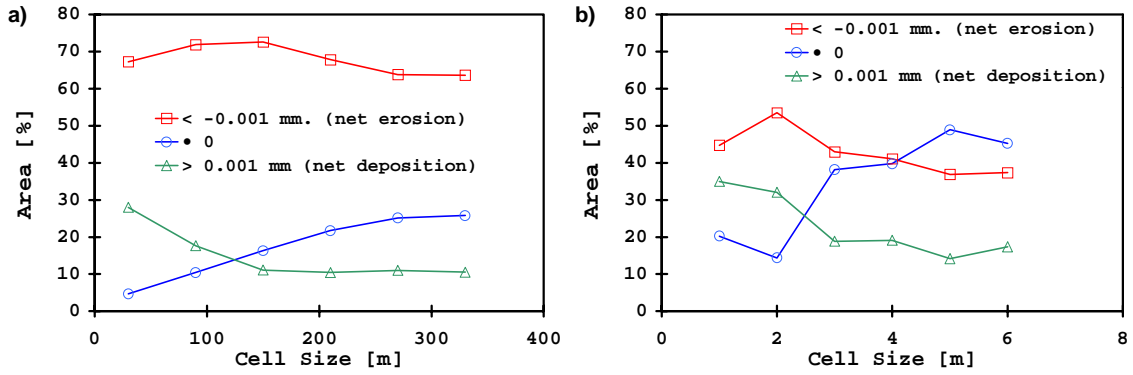 a)
Area [%]
80
70
60
50
40
30
20
10
0
< -0.001 mm. (net erosion)
• 0
> 0.001 mm (net deposition)
0 100 200 300 400
Cell Size [m]
b)
Area [%]
80
70
60
50
40
30
20
10
0
< -0.001 mm. (net erosion)
• 0
> 0.001 mm (net deposition)
0 2 4 6 8
Cell Size [m]